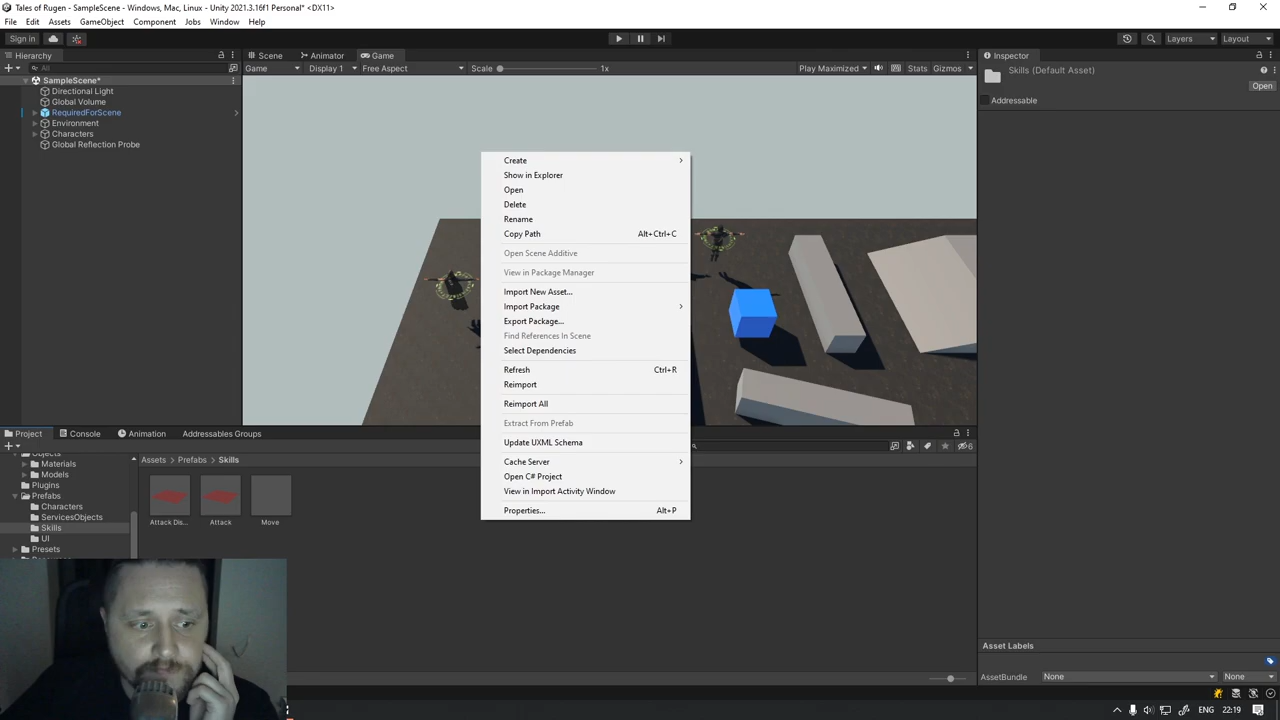 Tales of Rugen - SampleScene - Windows, Mac, Linux - Unity 2021.3.16f1 Personal* <DX11>
File Edit Assets GameObject Component Jobs Window Help
Sign in Layers Layout
Hierarchy Scene Animator Game Inspector
All Game Display 1 Free Aspect Scale 1x Play Maximized Stats Gizmos Skills (Default Asset)
SampleScene* Open
Directional Light
Global Volume Addressable
RequiredForScene
Environment
Characters
Global Reflection Probe
Create
Show in Explorer
Open
Delete
Rename
Copy Path Alt+Ctrl+C
Open Scene Additive
View in Package Manager
Import New Asset...
Import Package
Export Package...
Find References In Scene
Select Dependencies
Refresh Ctrl+R
Reimport
Reimport All
Extract From Prefab
Update UXML Schema
Cache Server
Open C# Project
View in Import Activity Window
Properties... Alt+P
Project Console Animation Addressables Groups
6
Assets Prefabs Skills
Materials
Models
Plugins
Prefabs
Characters
ServicesObjects
Skills
UI
Presets
Attack Dis... Attack Move
Asset Labels
AssetBundle None None
ENG 22:19